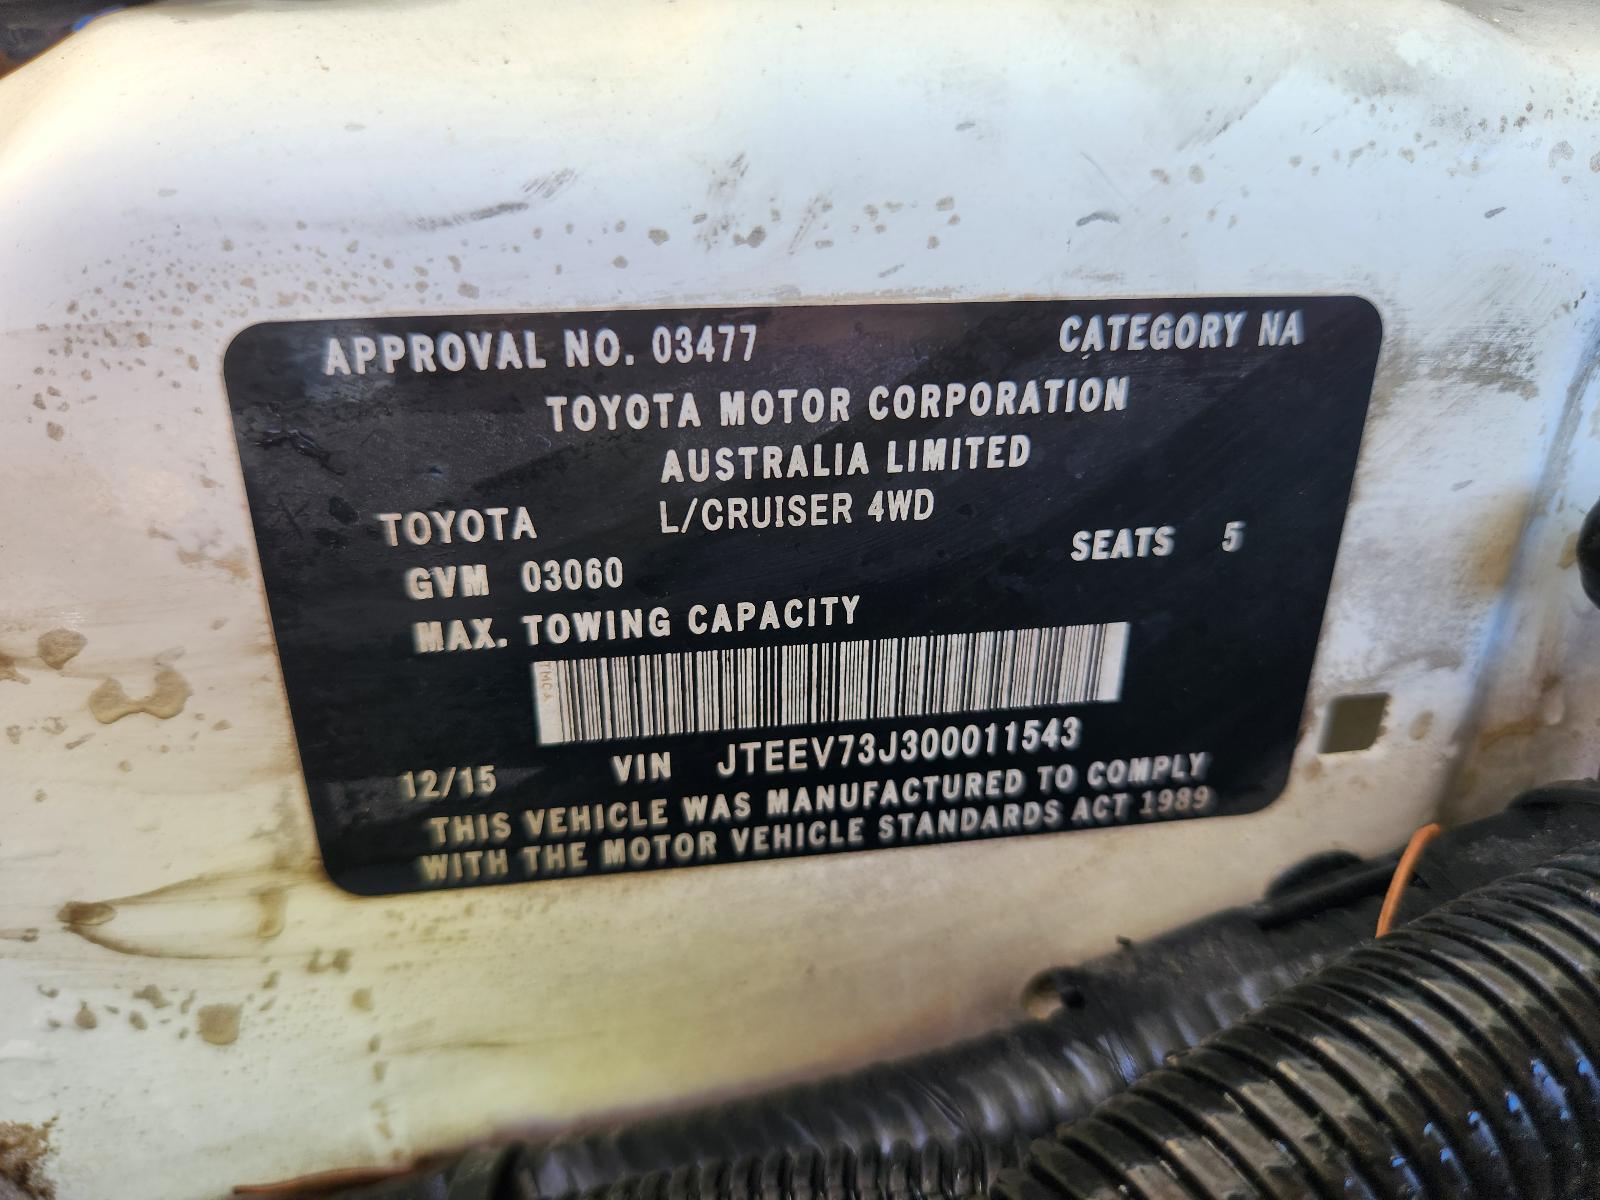 APPROVAL NO. 03477 CATEGORY NA
TOYOTA MOTOR CORPORATION
AUSTRALIA LIMITED
TOYOTA L/CRUISER 4WD
GVM 03060 SEATS 5
MAX. TOWING CAPACITY
TMCA
12/15 VIN JTEEV73J300011543
THIS VEHICLE WAS MANUFACTURED TO COMPLY
WITH THE MOTOR VEHICLE STANDARDS ACT 1989